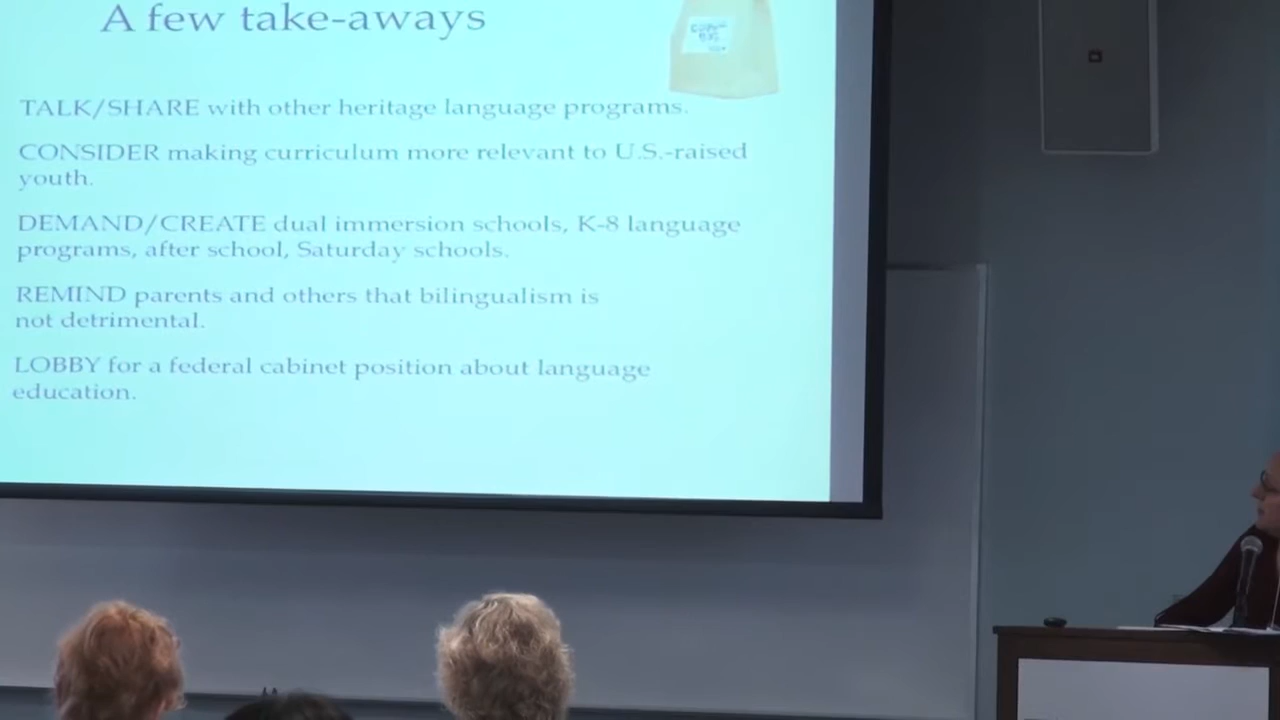 A few take-aways
TALK/SHARE with other heritage language programs.
CONSIDER making curriculum more relevant to U.S.-raised
youth.
DEMAND/CREATE dual immersion schools, K-8 language
programs, after school, Saturday schools.
REMIND parents and others that bilingualism is
not detrimental.
LOBBY for a federal cabinet position about language
education.